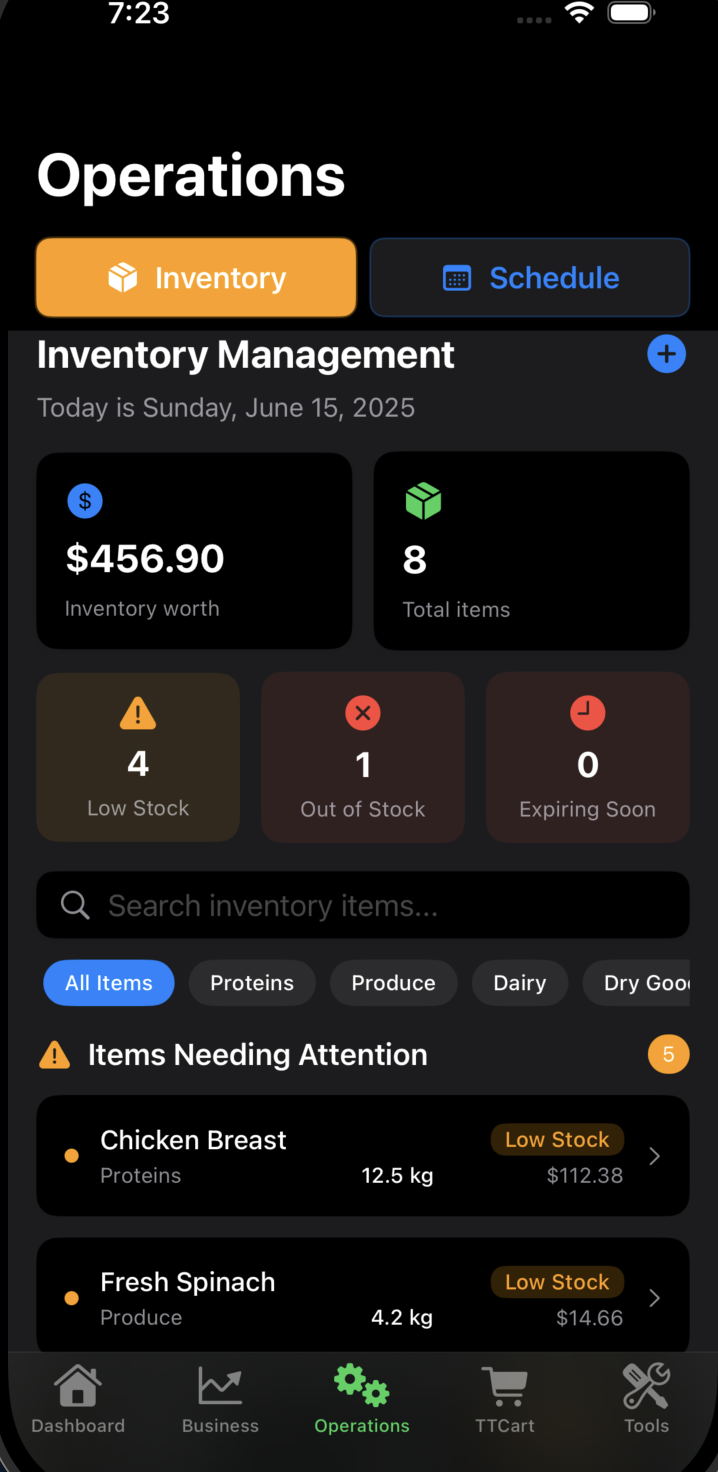 7:23
Operations
Inventory
Schedule
Inventory Management
Today is Sunday, June 15, 2025
$
$456.90
Inventory worth
8
Total items
4
Low Stock
1
Out of Stock
0
Expiring Soon
Search inventory items...
All Items
Proteins
Produce
Dairy
Dry Goo
Items Needing Attention
5
Chicken Breast
Low Stock
Proteins
12.5 kg
$112.38
Fresh Spinach
Low Stock
Produce
4.2 kg
$14.66
Dashboard
Business
Operations
TTCart
Tools